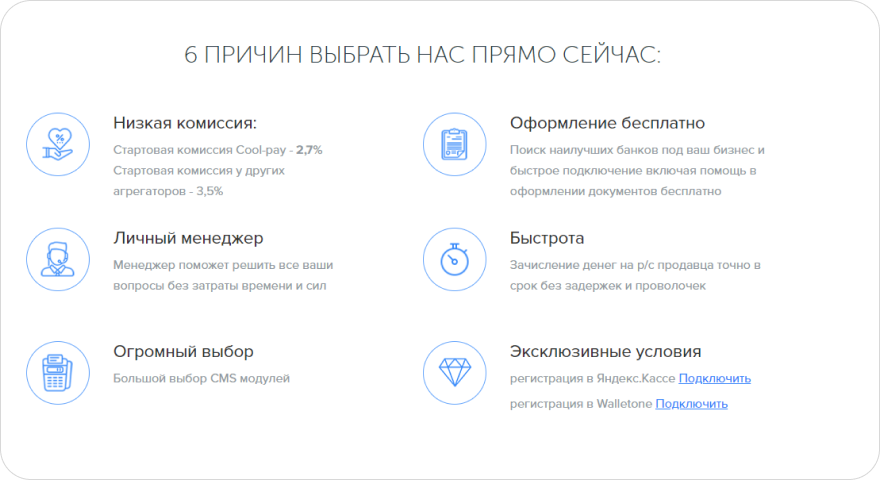 6 ПРИЧИН ВЫБРАТЬ НАС ПРЯМО СЕЙЧАС:
Низкая комиссия:
Стартовая комиссия Cool-pay - 2,7%
Стартовая комиссия у других
агрегаторов - 3,5%
Оформление бесплатно
Поиск наилучших банков под ваш бизнес и
быстрое подключение включая помощь в
оформлении документов бесплатно
Личный менеджер
Менеджер поможет решить все ваши
вопросы без затраты времени и сил
Быстрота
Зачисление денег на р/с продавца точно в
срок без задержек и проволочек
Огромный выбор
Большой выбор CMS модулей
Эксклюзивные условия
регистрация в Яндекс.Кассе Подключить
регистрация в Walletone Подключить